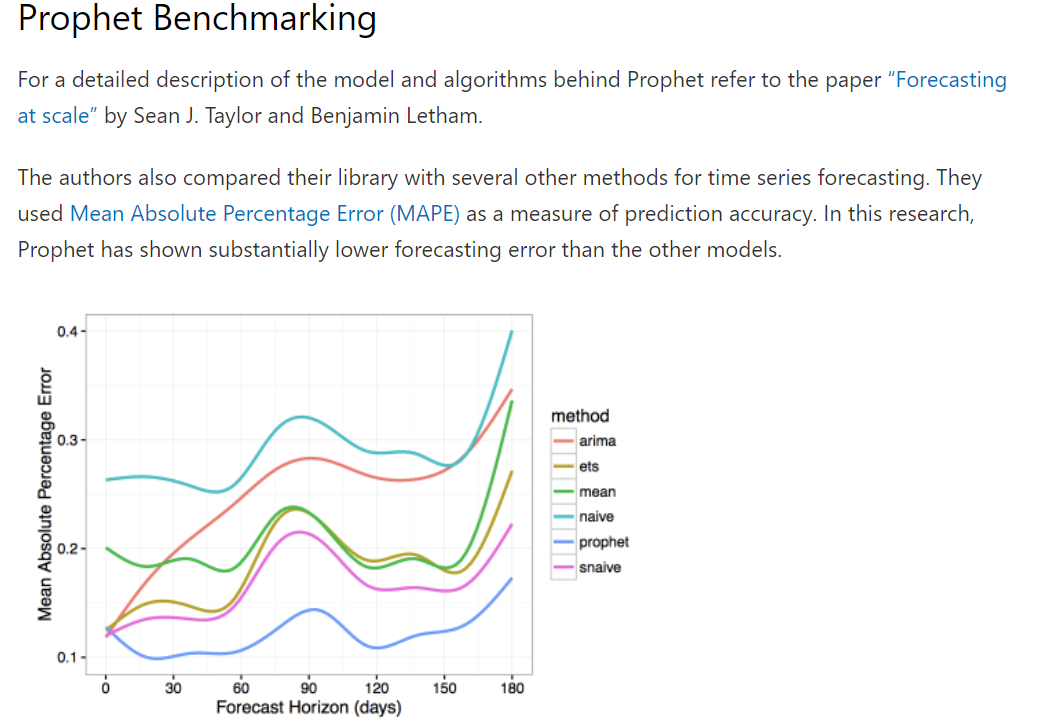 Prophet Benchmarking
For a detailed description of the model and algorithms behind Prophet refer to the paper “Forecasting
at scale” by Sean J. Taylor and Benjamin Letham.
The authors also compared their library with several other methods for time series forecasting. They
used Mean Absolute Percentage Error (MAPE) as a measure of prediction accuracy. In this research,
Prophet has shown substantially lower forecasting error than the other models.
0.4
0.3
0.2
0.1
Mean Absolute Percentage Error
0 30 60 90 120 150 180
Forecast Horizon (days)
method
arima
ets
mean
naive
prophet
snaive